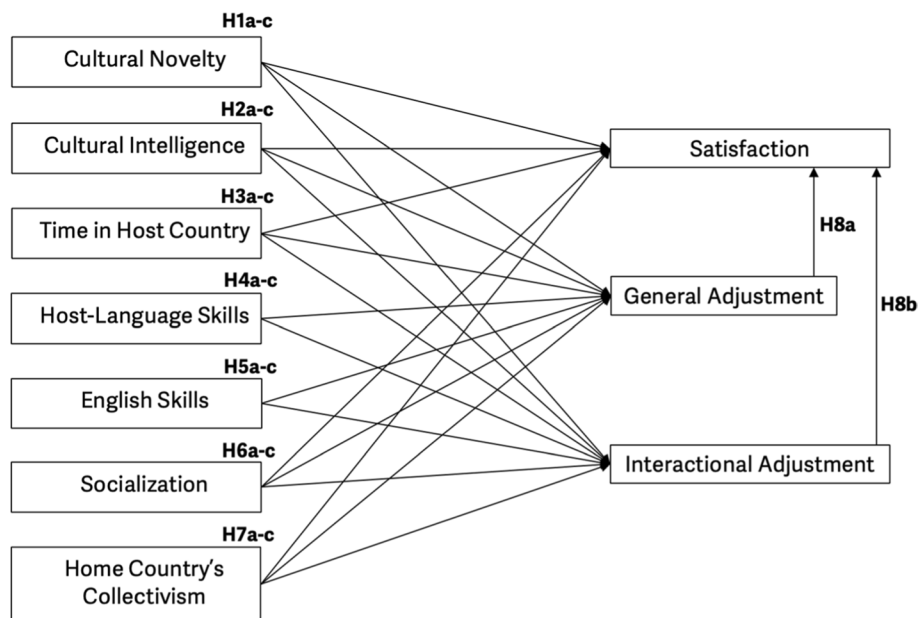 H1a-c
Cultural Novelty
H2a-c
Cultural Intelligence
Satisfaction
H3a-c
Time in Host Country
H8a
H4a-c
General Adjustment
Host-Language Skills
H8b
H5a-c
English Skills
H6a-c
Interactional Adjustment
Socialization
H7a-c
Home Country's
Collectivism